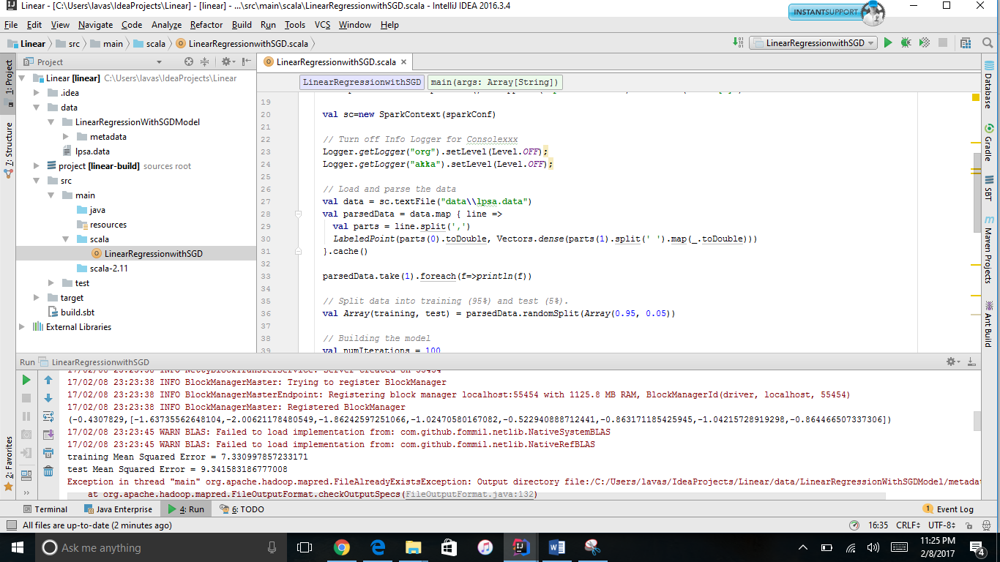 Linear - [C:\Users\lavas\IdeaProjects\Linear] - [linear] - ...\src\main\scala\LinearRegressionwithSGD.scala - IntelliJ IDEA 2016.3.4
INSTANTSUPPORT
File Edit View Navigate Code Analyze Refactor Build Run Tools VCS Window Help
Linear src main scala LinearRegressionwithSGD.scala
LinearRegressionwithSGD
Project
LinearRegressionwithSGD.scala
1: Project
7: Structure
2: Favorites
Linear [linear] C:\Users\lavas\IdeaProjects\Linear
.idea
data
LinearRegressionWithSGDModel
metadata
lpsa.data
project [linear-build] sources root
src
main
java
resources
scala
LinearRegressionwithSGD
scala-2.11
test
target
build.sbt
External Libraries
LinearRegressionwithSGD main(args: Array[String])
19
20 val sc=new SparkContext(sparkConf)
21
22 // Turn off Info Logger for Consolexxx
23 Logger.getLogger("org").setLevel(Level.OFF);
24 Logger.getLogger("akka").setLevel(Level.OFF);
25
26 // Load and parse the data
27 val data = sc.textFile("data\\lpsa.data")
28 val parsedData = data.map { line =>
29 val parts = line.split(',')
30 LabeledPoint(parts(0).toDouble, Vectors.dense(parts(1).split(' ').map(_.toDouble)))
31 }.cache()
32
33 parsedData.take(1).foreach(f=>println(f))
34
35 // Split data into training (95%) and test (5%).
36 val Array(training, test) = parsedData.randomSplit(Array(0.95, 0.05))
37
38 // Building the model
39 val numIterations = 100
Database
Gradle
SBT
Maven Projects
Ant Build
Run LinearRegressionwithSGD
17/02/08 23:23:38 INFO NettyBlockTransferService: Server created on 55454
17/02/08 23:23:38 INFO BlockManagerMaster: Trying to register BlockManager
17/02/08 23:23:38 INFO BlockManagerMasterEndpoint: Registering block manager localhost:55454 with 1125.8 MB RAM, BlockManagerId(driver, localhost, 55454)
17/02/08 23:23:38 INFO BlockManagerMaster: Registered BlockManager
(-0.4307829,[-1.63735562648104,-2.00621178480549,-1.86242597251066,-1.02470580167082,-0.522940888712441,-0.863171185425945,-1.04215728919298,-0.864466507337306])
17/02/08 23:23:45 WARN BLAS: Failed to load implementation from: com.github.fommil.netlib.NativeSystemBLAS
17/02/08 23:23:45 WARN BLAS: Failed to load implementation from: com.github.fommil.netlib.NativeRefBLAS
training Mean Squared Error = 7.330997857233171
test Mean Squared Error = 9.341583186777008
Exception in thread "main" org.apache.hadoop.mapred.FileAlreadyExistsException: Output directory file:/C:/Users/lavas/IdeaProjects/Linear/data/LinearRegressionWithSGDModel/metadat
at org.apache.hadoop.mapred.FileOutputFormat.checkOutputSpecs(FileOutputFormat.java:132)
Terminal Java Enterprise 4: Run 6: TODO 1 Event Log
All files are up-to-date (2 minutes ago) 16:35 CRLF UTF-8
Ask me anything
11:25 PM
2/8/2017
4